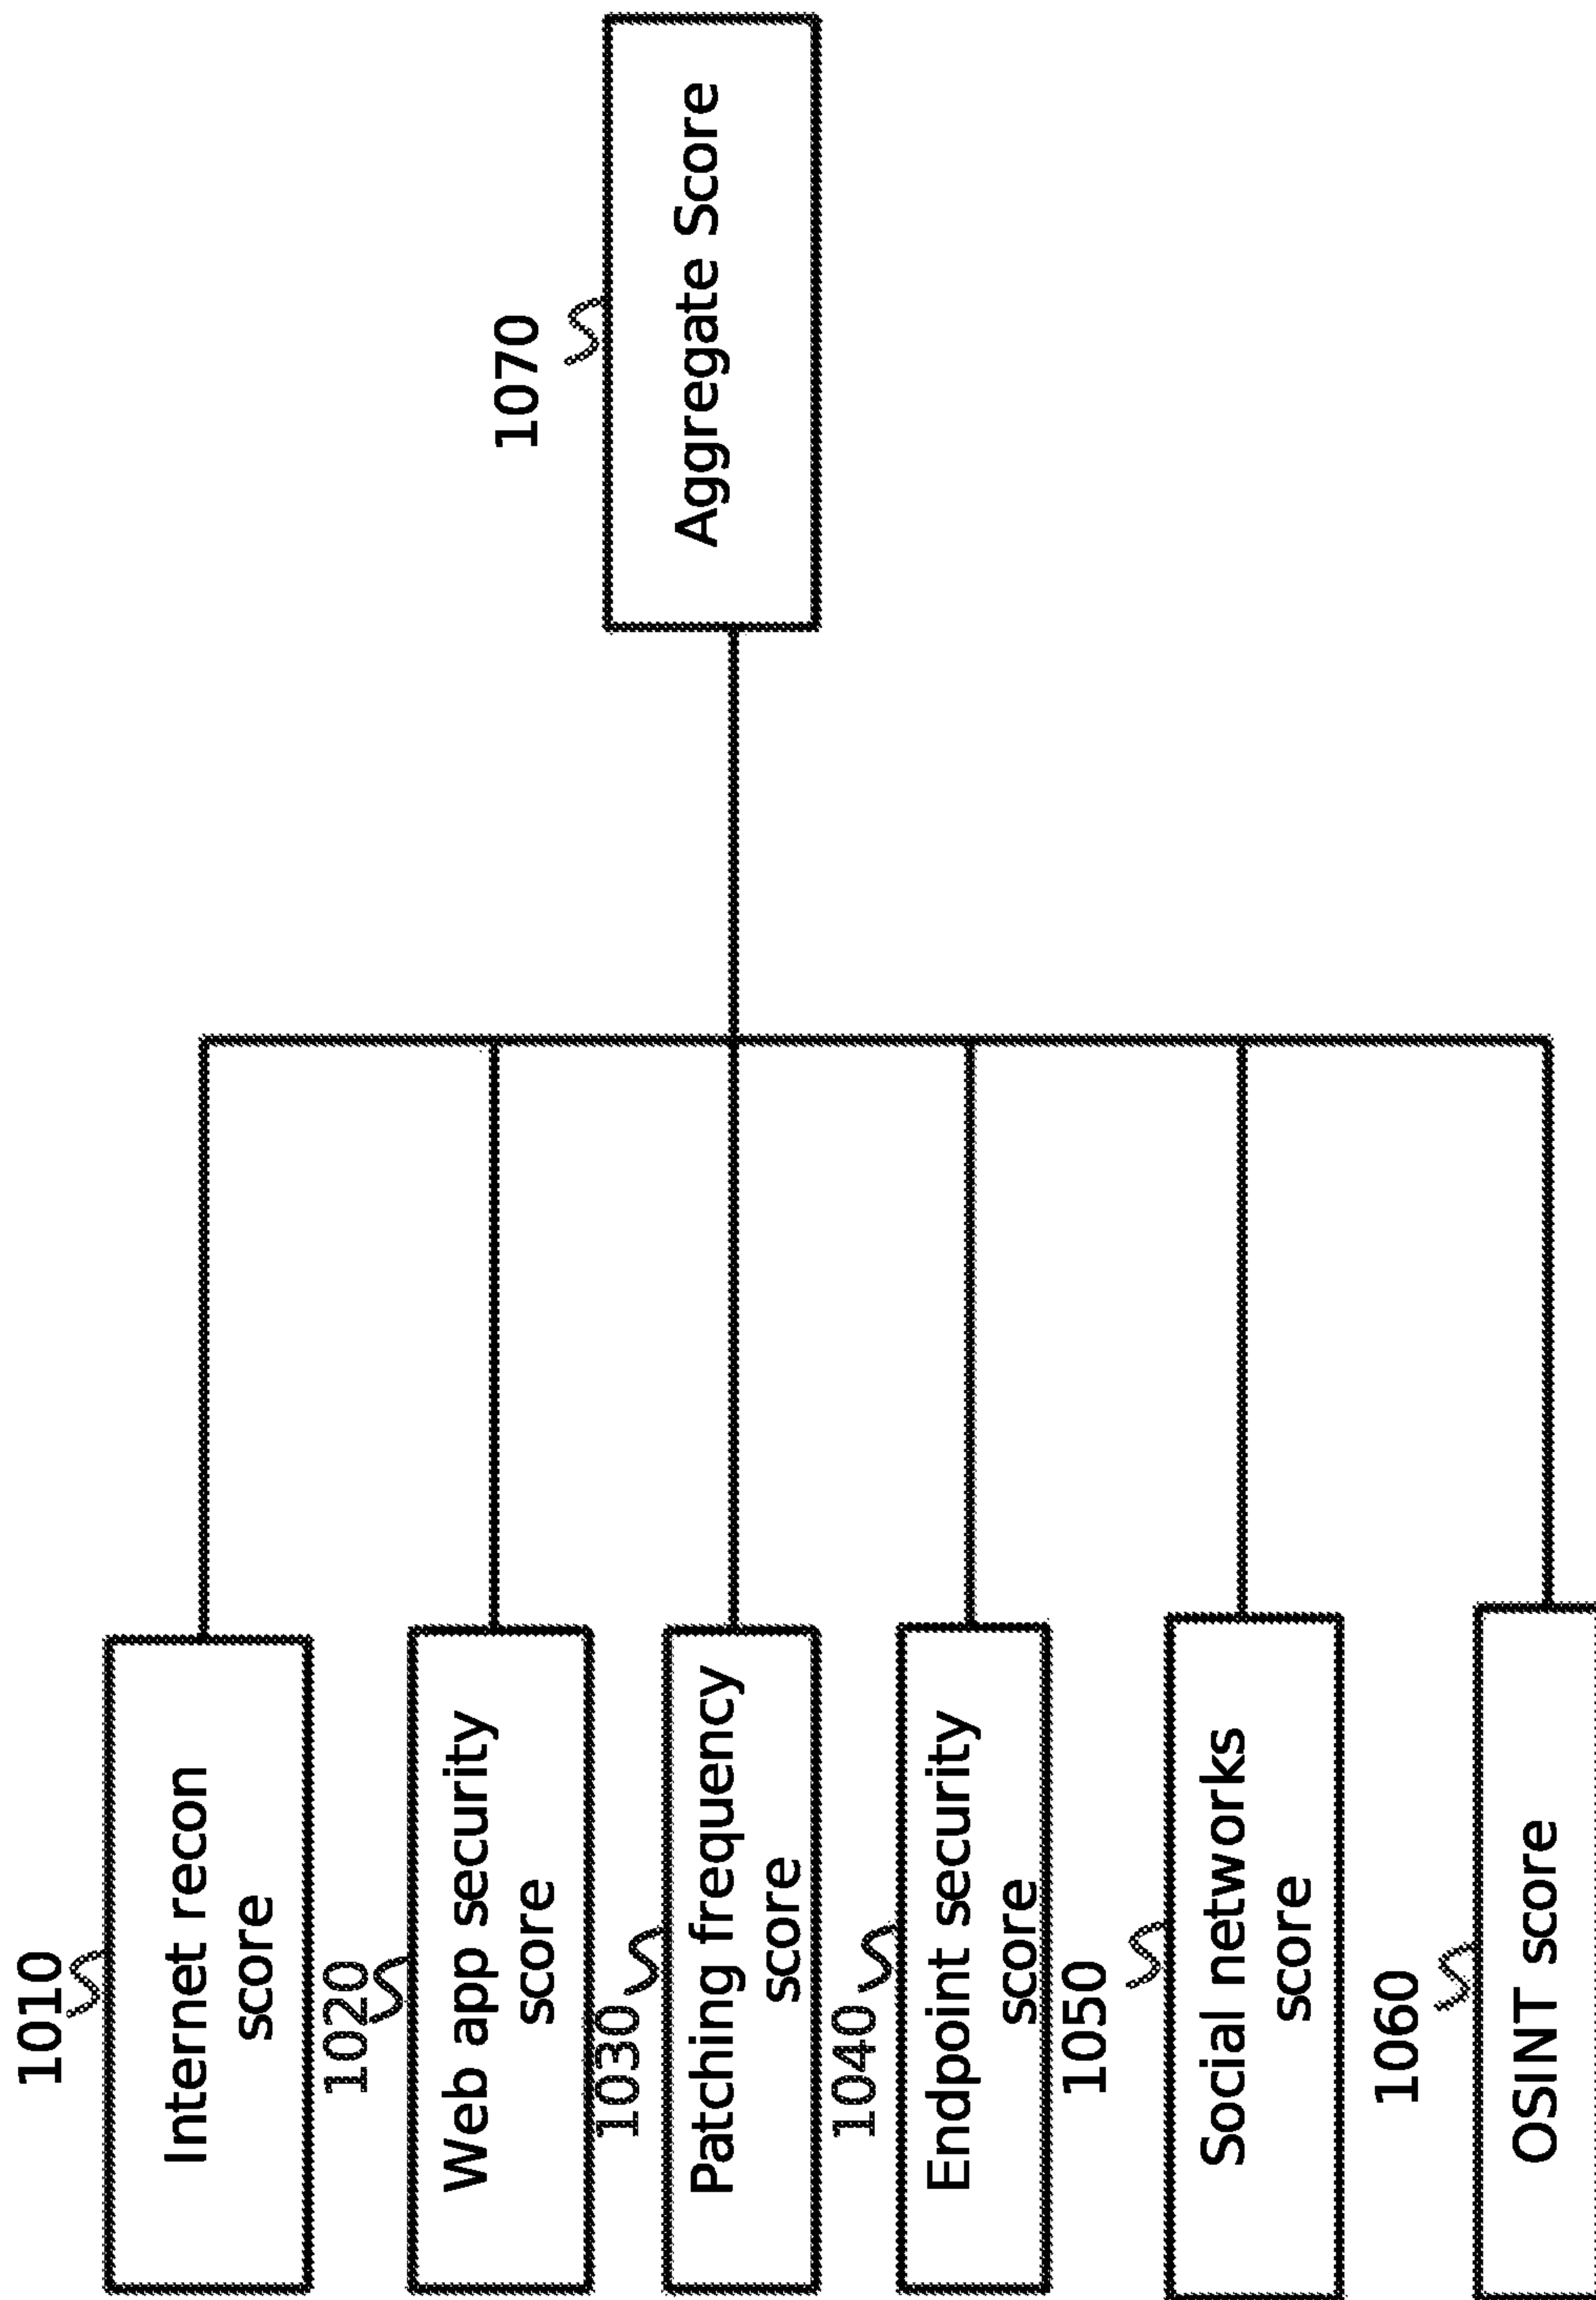 1010
Internet recon
score
1020
Web app security
score
1030
Patching frequency
score
1040
Endpoint security
score
1050
Social networks
score
1060
OSINT score
1070
Aggregate Score